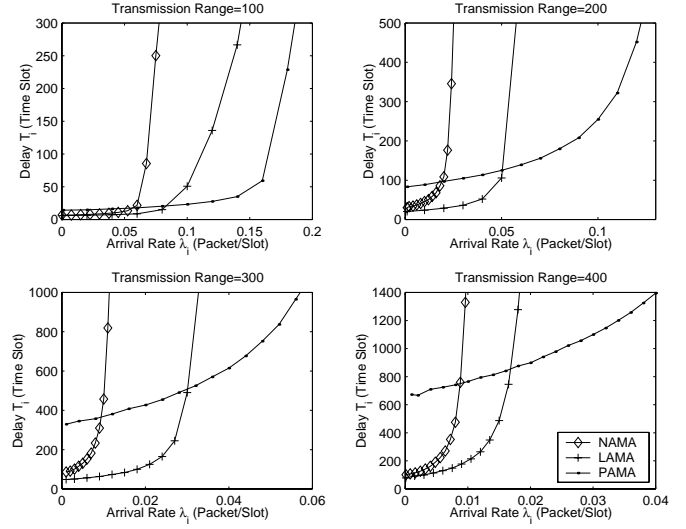 Transmission Range=100
300
250
200
150
100
50
0
Delay T_i (Time Slot)
0 0.05 0.1 0.15 0.2
Arrival Rate λ_i (Packet/Slot)
Transmission Range=200
500
400
300
200
100
0
Delay T_i (Time Slot)
0 0.05 0.1
Arrival Rate λ_i (Packet/Slot)
Transmission Range=300
1000
800
600
400
200
0
Delay T_i (Time Slot)
0 0.02 0.04 0.06
Arrival Rate λ_i (Packet/Slot)
Transmission Range=400
1400
1200
1000
800
600
400
200
0
Delay T_i (Time Slot)
0 0.01 0.02 0.03 0.04
Arrival Rate λ_i (Packet/Slot)
NAMA
LAMA
PAMA